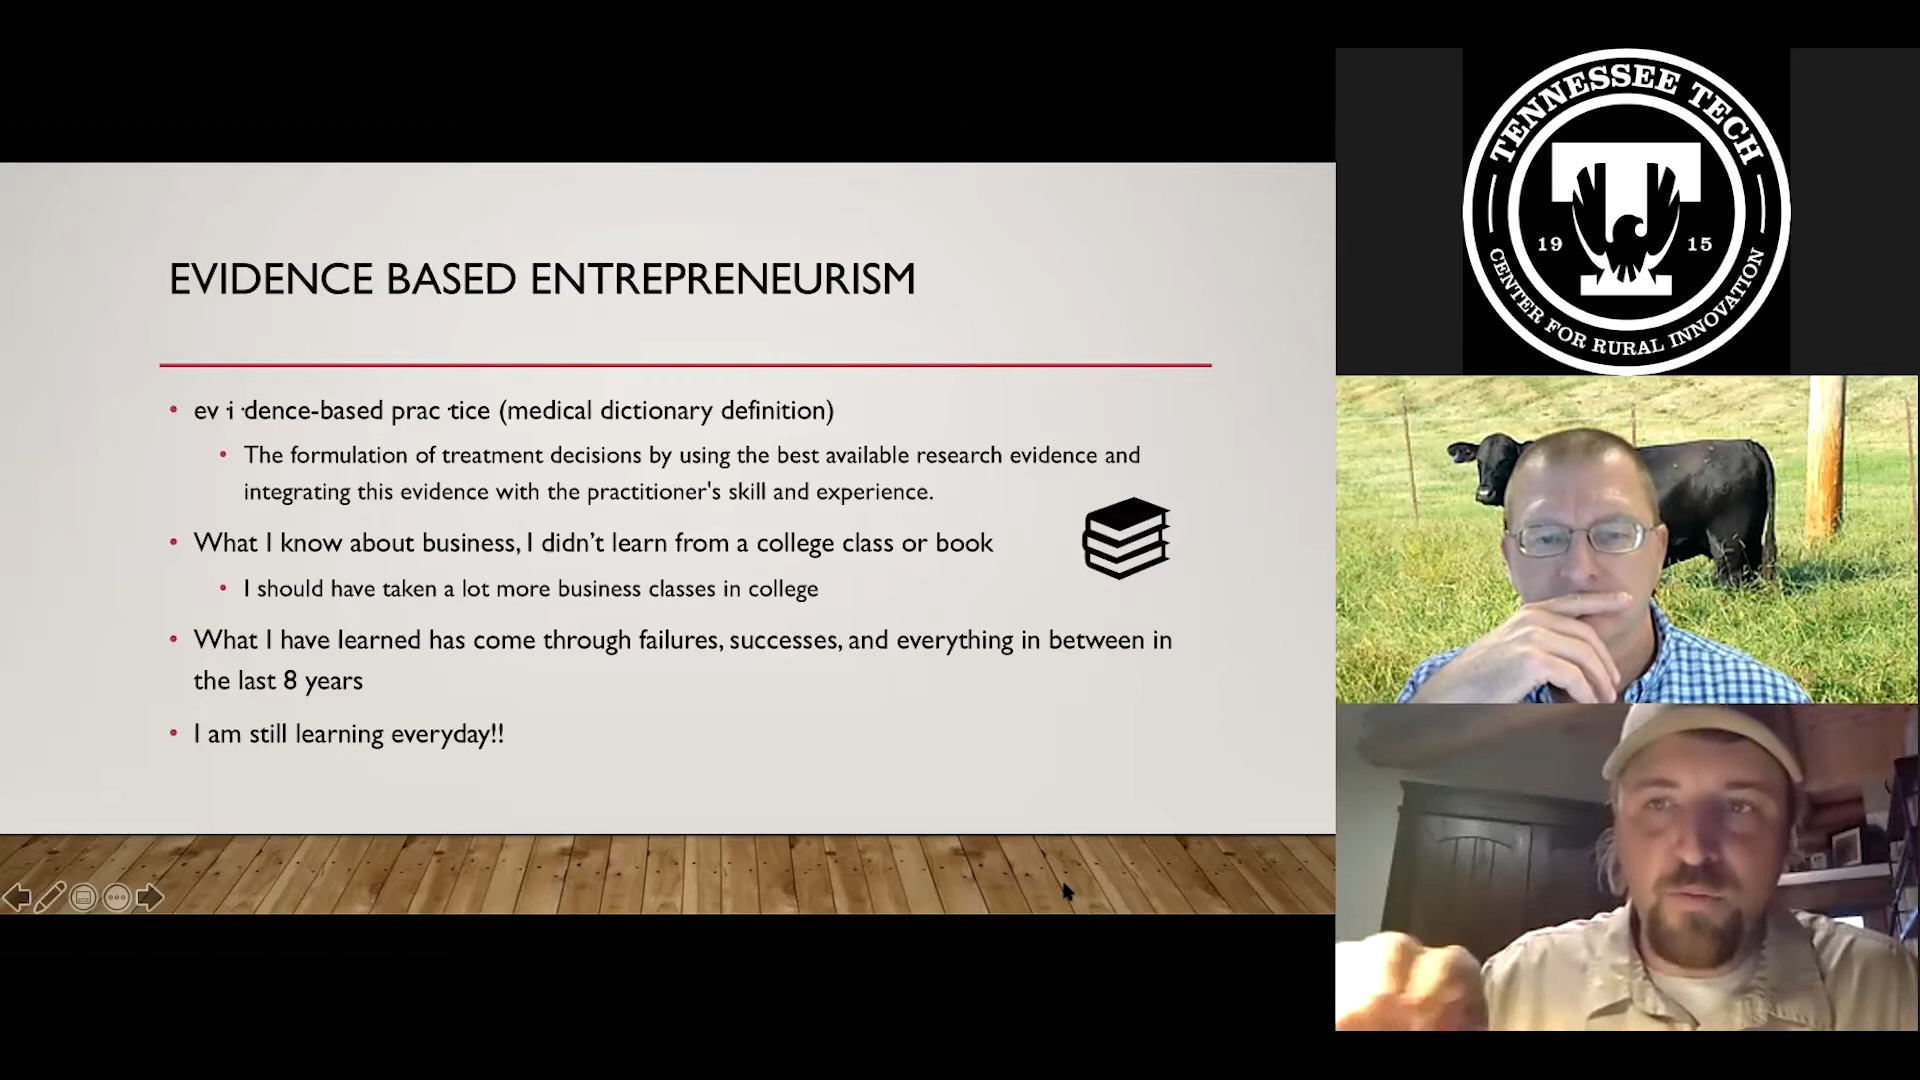 EVIDENCE BASED ENTREPRENEURISM
• ev·i·dence-based prac·tice (medical dictionary definition)
• The formulation of treatment decisions by using the best available research evidence and
integrating this evidence with the practitioner's skill and experience.
• What I know about business, I didn’t learn from a college class or book
• I should have taken a lot more business classes in college
• What I have learned has come through failures, successes, and everything in between in
the last 8 years
• I am still learning everyday!!
TENNESSEE TECH
19 15
CENTER FOR RURAL INNOVATION